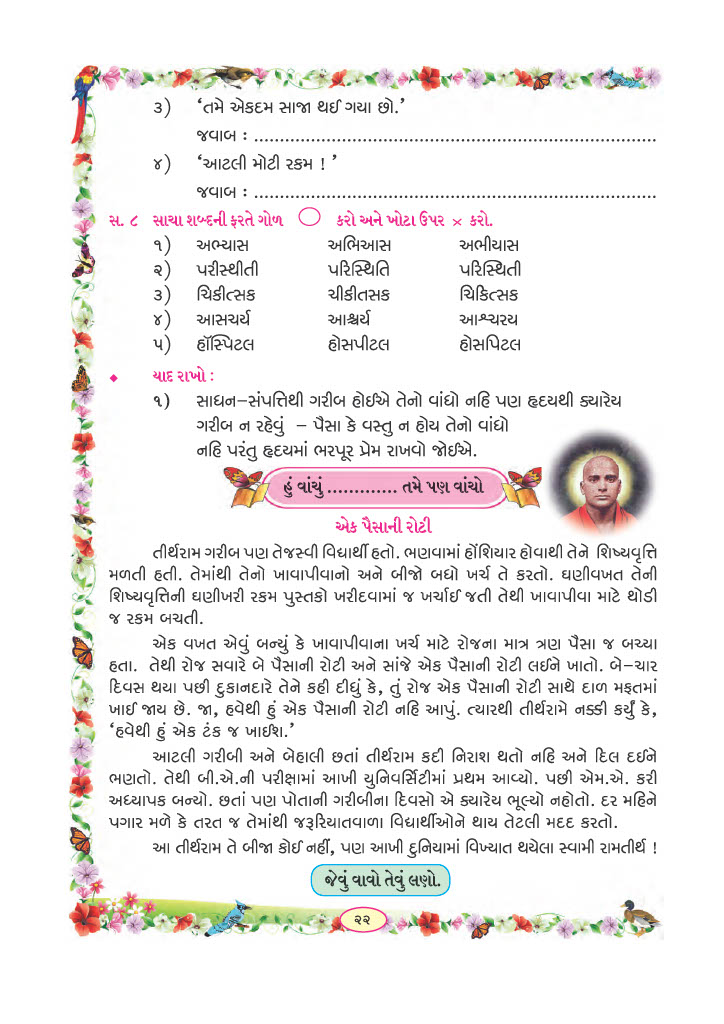 ૩) ‘તમે એકદમ સાજા થઈ ગયા છો.’
જવાબ : ..............................................................................
૪) ‘આટલી મોટી રકમ ! ’
જવાબ : ..............................................................................
સ. ૮ સાચા શબ્દની ફરતે ગોળ ◯ કરો અને ખોટા ઉપર × કરો.
૧) અભ્યાસ અભિઆસ અભીયાસ
૨) પરીસ્થીતી પરિસ્થિતિ પરિસ્થિતી
૩) ચિકીત્સક ચીકીતસક ચિકિત્સક
૪) આસચર્ય આશ્ચર્ય આશ્ચરય
૫) હૉસ્પિટલ હોસપીટલ હોસપિટલ
◆ યાદ રાખો :
૧) સાધન–સંપત્તિથી ગરીબ હોઈએ તેનો વાંધો નહિ પણ હૃદયથી ક્યારેય
ગરીબ ન રહેવું – પૈસા કે વસ્તુ ન હોય તેનો વાંધો
નહિ પરંતુ હૃદયમાં ભરપૂર પ્રેમ રાખવો જોઈએ.
હું વાંચું ............. તમે પણ વાંચો
એક પૈસાની રોટી
તીર્થરામ ગરીબ પણ તેજસ્વી વિદ્યાર્થી હતો. ભણવામાં હોંશિયાર હોવાથી તેને શિષ્યવૃત્તિ
મળતી હતી. તેમાંથી તેનો ખાવાપીવાનો અને બીજો બધો ખર્ચ તે કરતો. ઘણીવખત તેની
શિષ્યવૃત્તિની ઘણીખરી રકમ પુસ્તકો ખરીદવામાં જ ખર્ચાઈ જતી તેથી ખાવાપીવા માટે થોડી
જ રકમ બચતી.
એક વખત એવું બન્યું કે ખાવાપીવાના ખર્ચ માટે રોજના માત્ર ત્રણ પૈસા જ બચ્યા
હતા. તેથી રોજ સવારે બે પૈસાની રોટી અને સાંજે એક પૈસાની રોટી લઈને ખાતો. બે–ચાર
દિવસ થયા પછી દુકાનદારે તેને કહી દીધું કે, તું રોજ એક પૈસાની રોટી સાથે દાળ મફતમાં
ખાઈ જાય છે. જા, હવેથી હું એક પૈસાની રોટી નહિ આપું. ત્યારથી તીર્થરામે નક્કી કર્યું કે,
‘હવેથી હું એક ટંક જ ખાઈશ.’
આટલી ગરીબી અને બેહાલી છતાં તીર્થરામ કદી નિરાશ થતો નહિ અને દિલ દઈને
ભણતો. તેથી બી.એ.ની પરીક્ષામાં આખી યુનિવર્સિટીમાં પ્રથમ આવ્યો. પછી એમ.એ. કરી
અધ્યાપક બન્યો. છતાં પણ પોતાની ગરીબીના દિવસો એ ક્યારેય ભૂલ્યો નહોતો. દર મહિને
પગાર મળે કે તરત જ તેમાંથી જરૂરિયાતવાળા વિદ્યાર્થીઓને થાય તેટલી મદદ કરતો.
આ તીર્થરામ તે બીજા કોઈ નહીં, પણ આખી દુનિયામાં વિખ્યાત થયેલા સ્વામી રામતીર્થ !
જેવું વાવો તેવું લણો.
૨૨